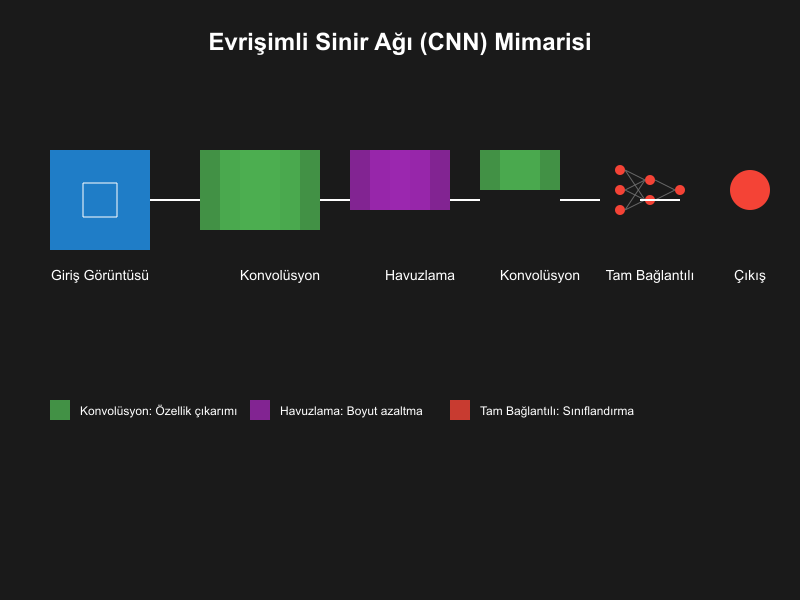 Evrişimli Sinir Ağı (CNN) Mimarisi
Giriş Görüntüsü
Konvolüsyon
Havuzlama
Konvolüsyon
Tam Bağlantılı
Çıkış
Konvolüsyon: Özellik çıkarımı
Havuzlama: Boyut azaltma
Tam Bağlantılı: Sınıflandırma